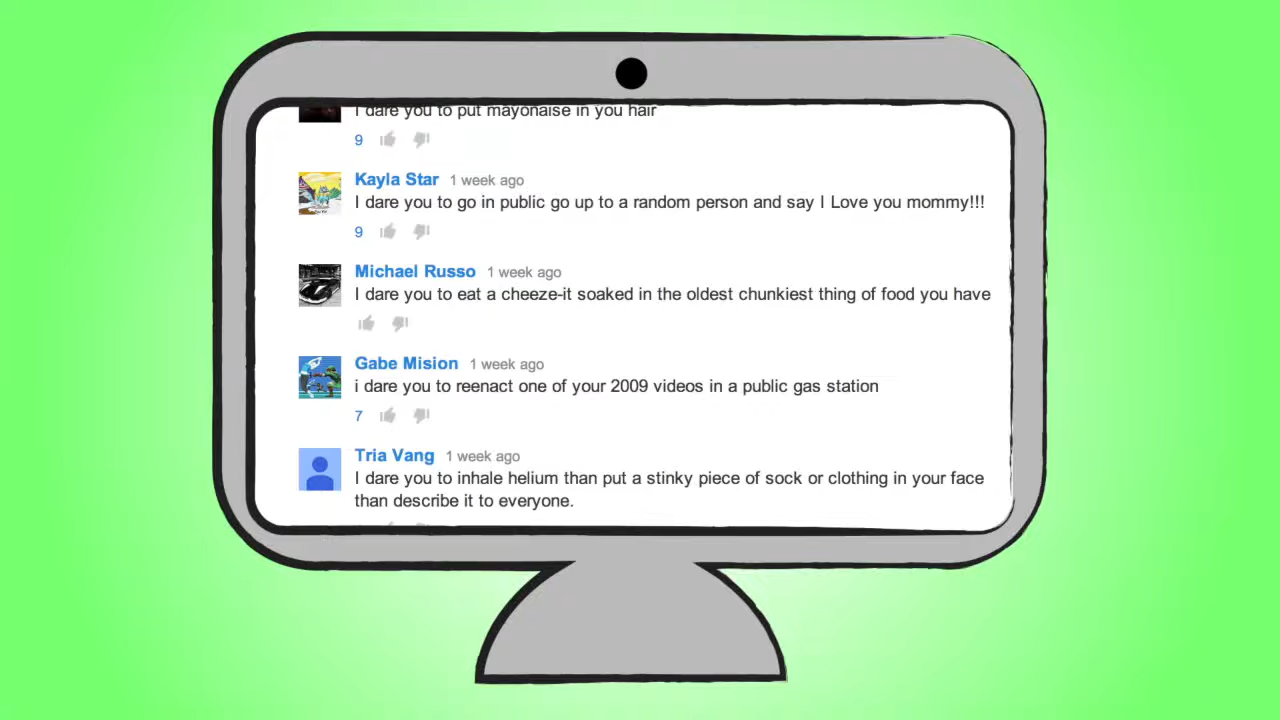 I dare you to put mayonaise in you hair
9
Kayla Star 1 week ago
I dare you to go in public go up to a random person and say I Love you mommy!!!
9
Michael Russo 1 week ago
I dare you to eat a cheeze-it soaked in the oldest chunkiest thing of food you have
Gabe Mision 1 week ago
i dare you to reenact one of your 2009 videos in a public gas station
7
Tria Vang 1 week ago
I dare you to inhale helium than put a stinky piece of sock or clothing in your face
than describe it to everyone.